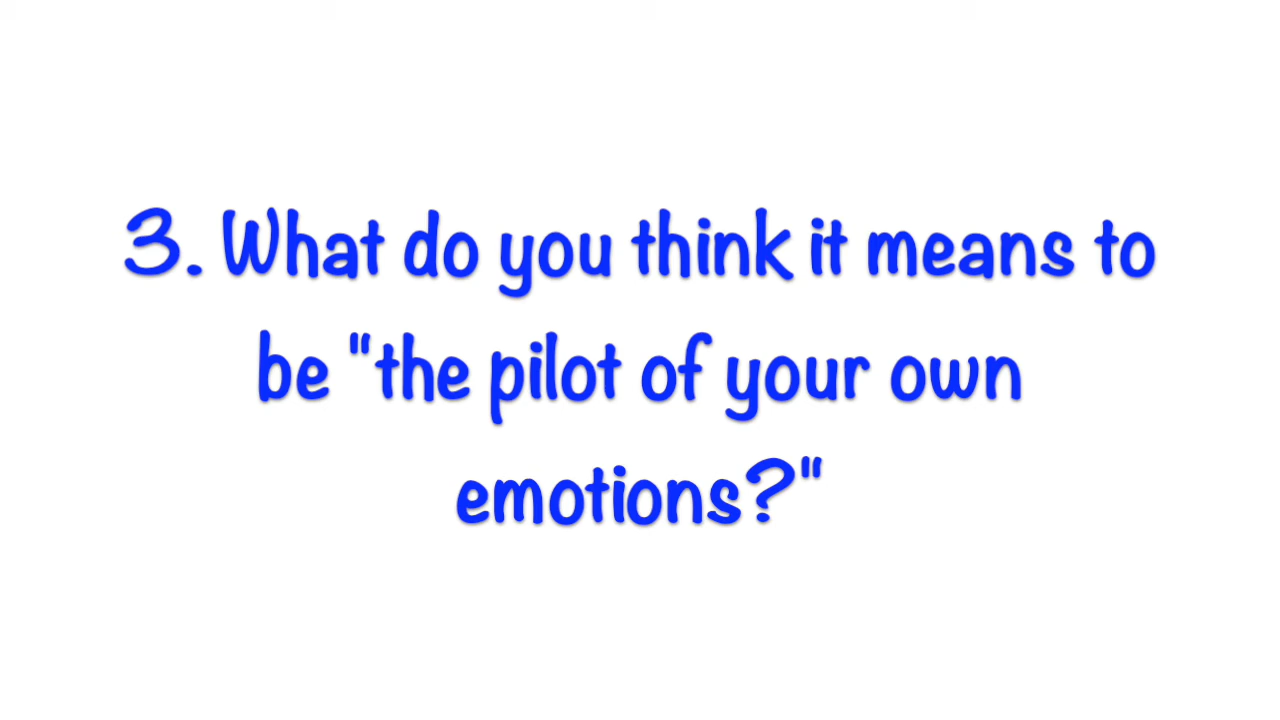 3. What do you think it means to
be "the pilot of your own
emotions?"